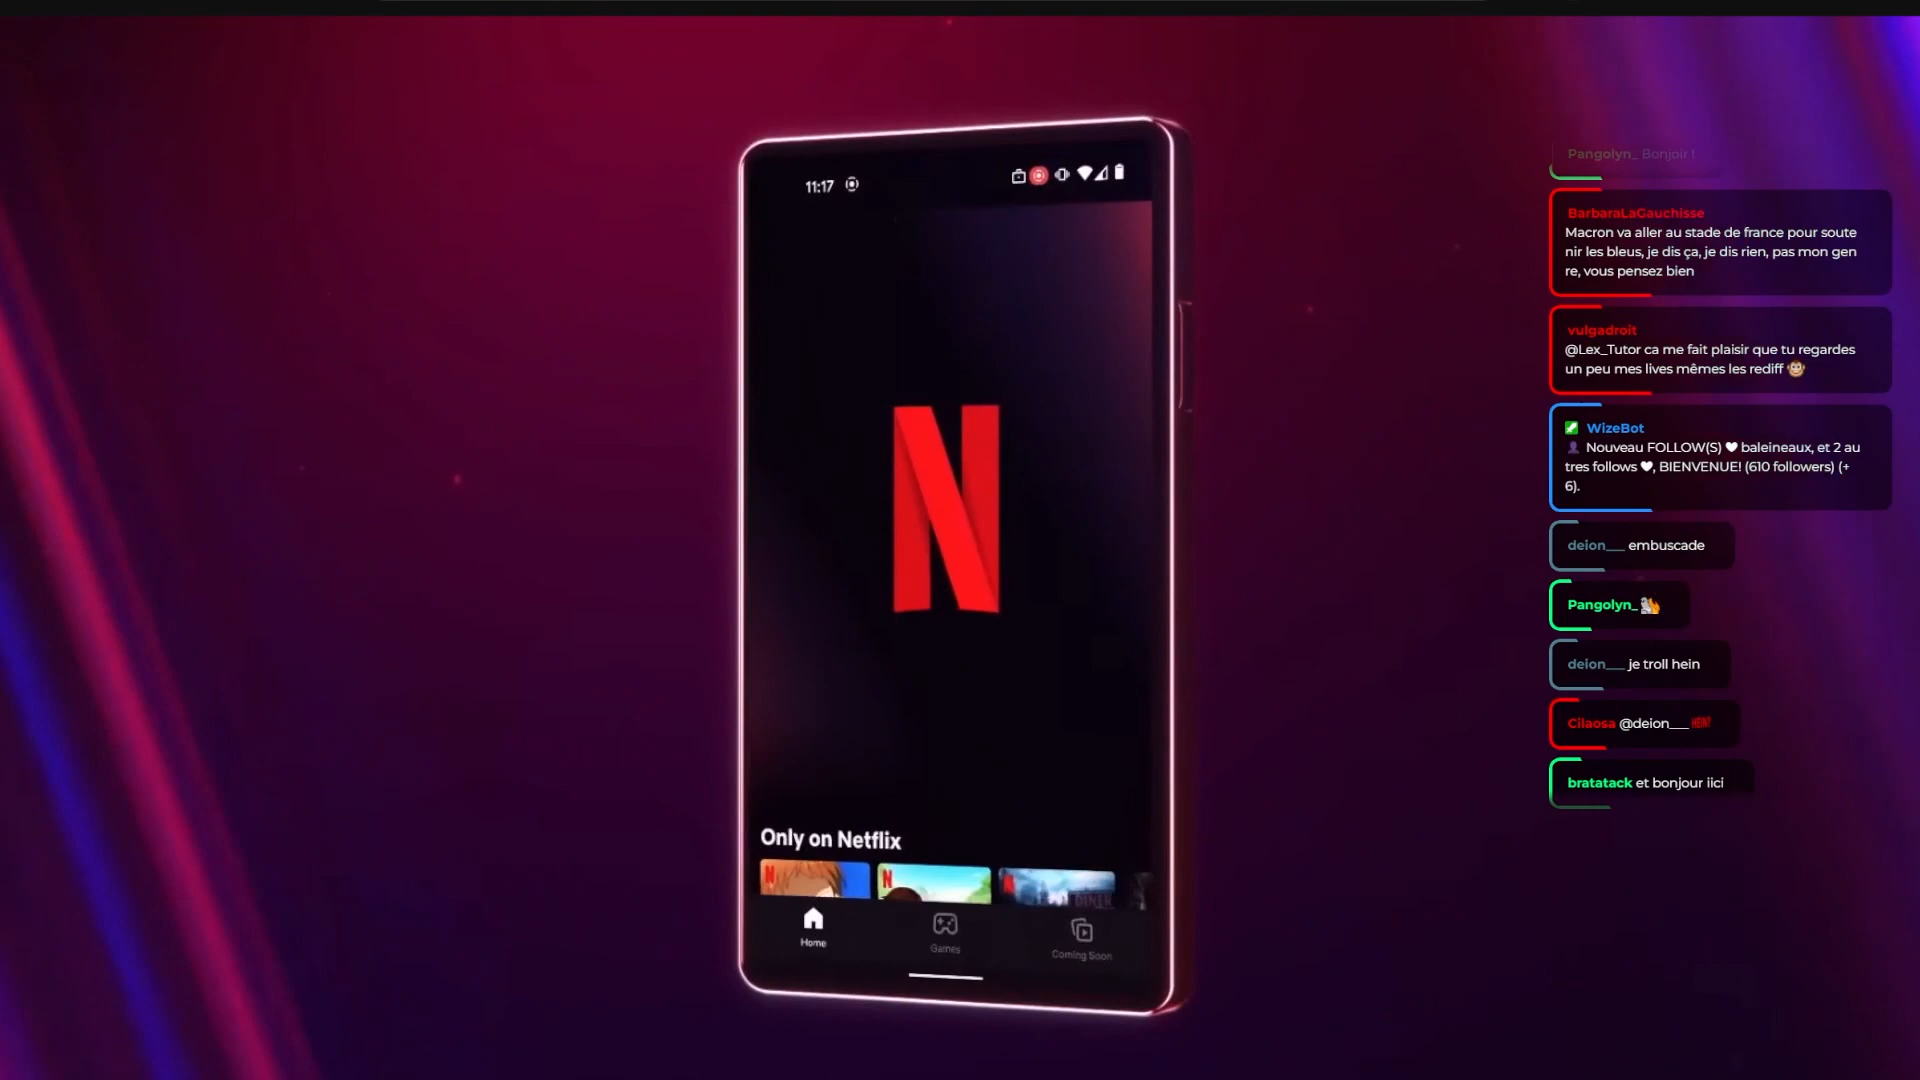 11:17
N
Only on Netflix
N
N
N
DINER
Home
Games
Coming Soon
Pangolyn_ Bonjoir !
BarbaraLaGauchisse
Macron va aller au stade de france pour soute
nir les bleus, je dis ça, je dis rien, pas mon gen
re, vous pensez bien
vulgadroit
@Lex_Tutor ca me fait plaisir que tu regardes
un peu mes lives mêmes les rediff
WizeBot
Nouveau FOLLOW(S) ♥ baleineaux, et 2 au
tres follows ♥, BIENVENUE! (610 followers) (+
6).
deion___ embuscade
Pangolyn_
deion___ je troll hein
Cilaosa @deion___ HEIN?
bratatack et bonjour iici